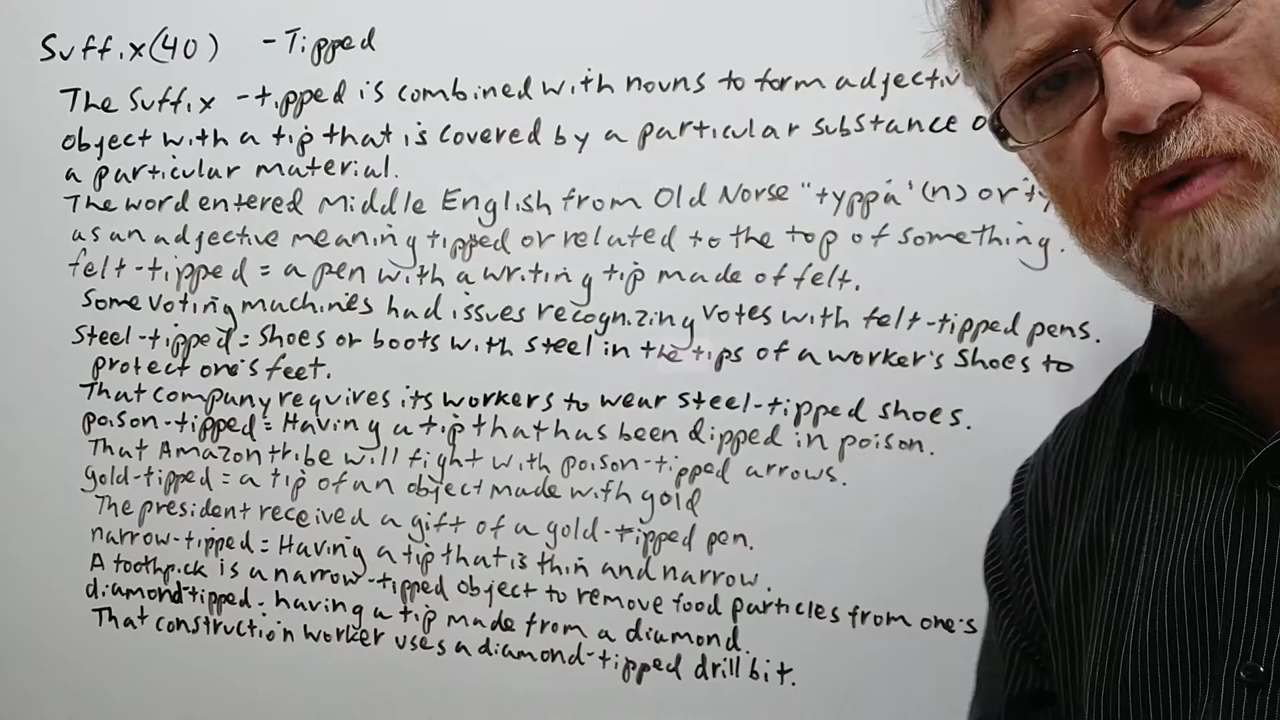 Suffix(40) -Tipped
The Suffix -tipped is combined with nouns to form adjectiv
object with a tip that is covered by a particular substance o
a particular material.
The word entered Middle English from Old Norse "typpa" (n) or ty
as an adjective meaning tipped or related to the top of something.
felt-tipped = a pen with a writing tip made of felt.
Some voting machines had issues recognizing votes with felt-tipped pens.
Steel-tipped = Shoes or boots with steel in the tips of a worker's shoes to
protect one's feet.
That company requires its workers to wear steel-tipped shoes.
poison-tipped = Having a tip that has been dipped in poison.
That Amazon tribe will fight with poison-tipped arrows.
gold-tipped = a tip of an object made with gold
The president received a gift of a gold-tipped pen.
narrow-tipped = Having a tip that is thin and narrow.
A toothpick is a narrow-tipped object to remove food particles from one's
diamond-tipped = having a tip made from a diamond.
That construction worker uses a diamond-tipped drill bit.